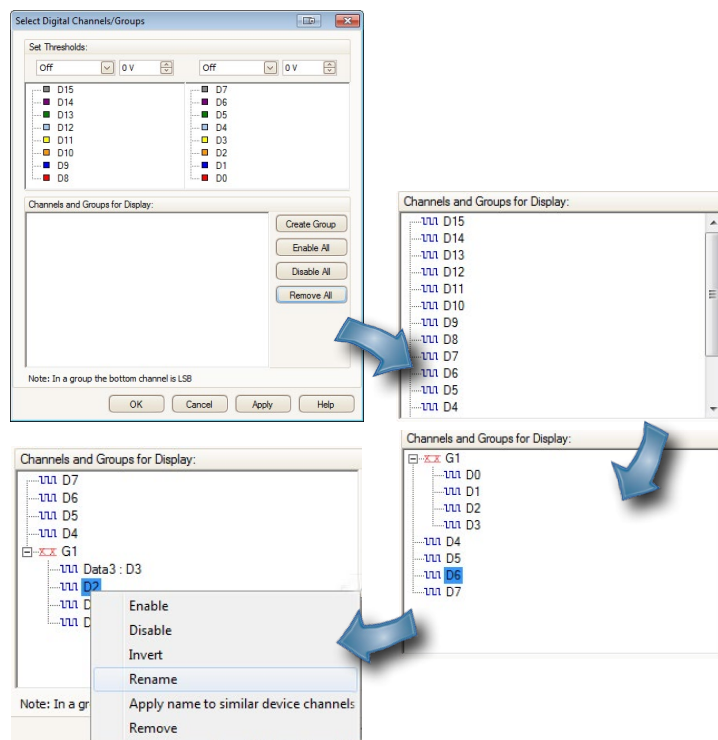 Select Digital Channels/Groups
Set Thresholds:
Off 0 V Off 0 V
D15 D7
D14 D6
D13 D5
D12 D4
D11 D3
D10 D2
D9 D1
D8 D0
Channels and Groups for Display:
Create Group
Enable All
Disable All
Remove All
Note: In a group the bottom channel is LSB
OK Cancel Apply Help
Channels and Groups for Display:
D15
D14
D13
D12
D11
D10
D9
D8
D7
D6
D5
D4
Channels and Groups for Display:
G1
D0
D1
D2
D3
D4
D5
D6
D7
Channels and Groups for Display:
D7
D6
D5
D4
G1
Data3 : D3
D2
D
D
Enable
Disable
Invert
Rename
Apply name to similar device channels
Remove
Note: In a gr